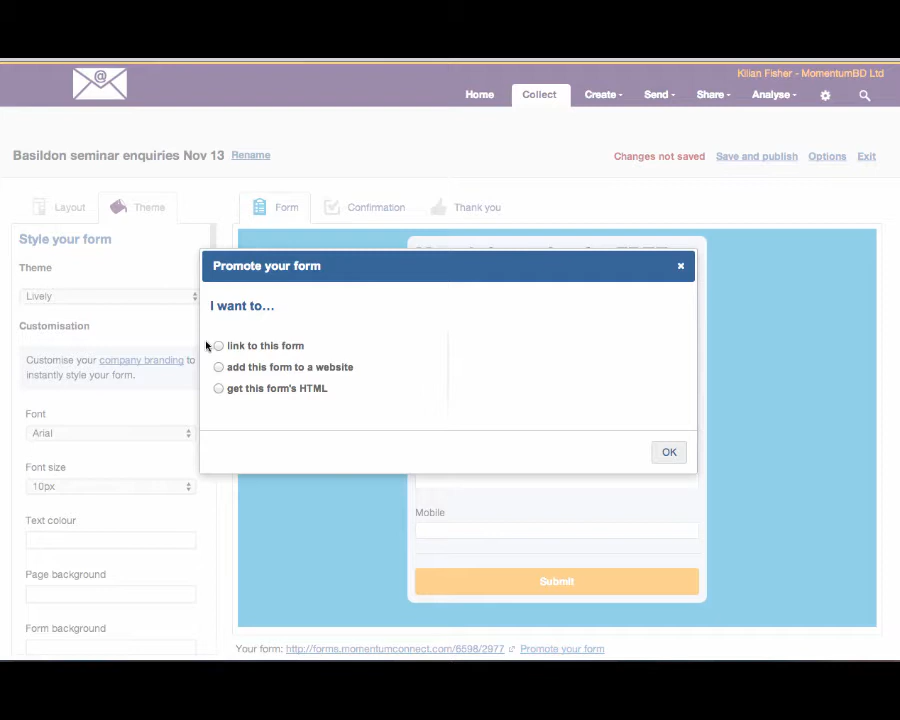 Kilian Fisher - MomentumBD Ltd
@
Home Collect Create Send Share Analyse
Basildon seminar enquiries Nov 13 Rename
Changes not saved Save and publish Options Exit
Layout Theme Form Confirmation Thank you
Style your form
Theme
Lively
Customisation
Customise your company branding to
instantly style your form.
Font
Arial
Font size
10px
Text colour
Page background
Form background
Promote your form ×
I want to...
link to this form
add this form to a website
get this form's HTML
OK
Mobile
Submit
Your form: http://forms.momentumconnect.com/6598/2977 Promote your form